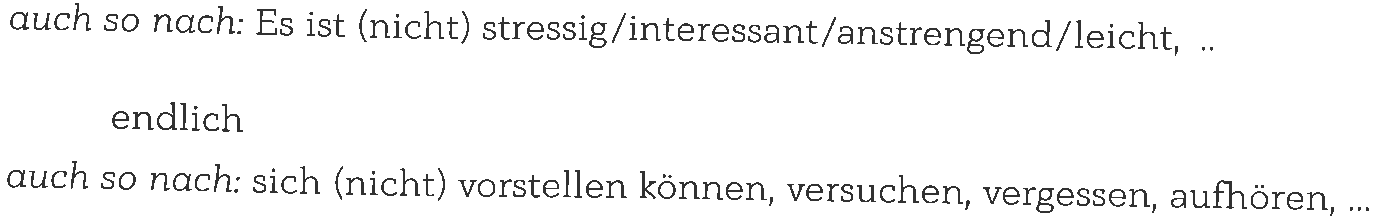 auch so nach: Es ist (nicht) stressig/interessant/anstrengend/leicht, ..
endlich
auch so nach: sich (nicht) vorstellen können, versuchen, vergessen, aufhören, ...